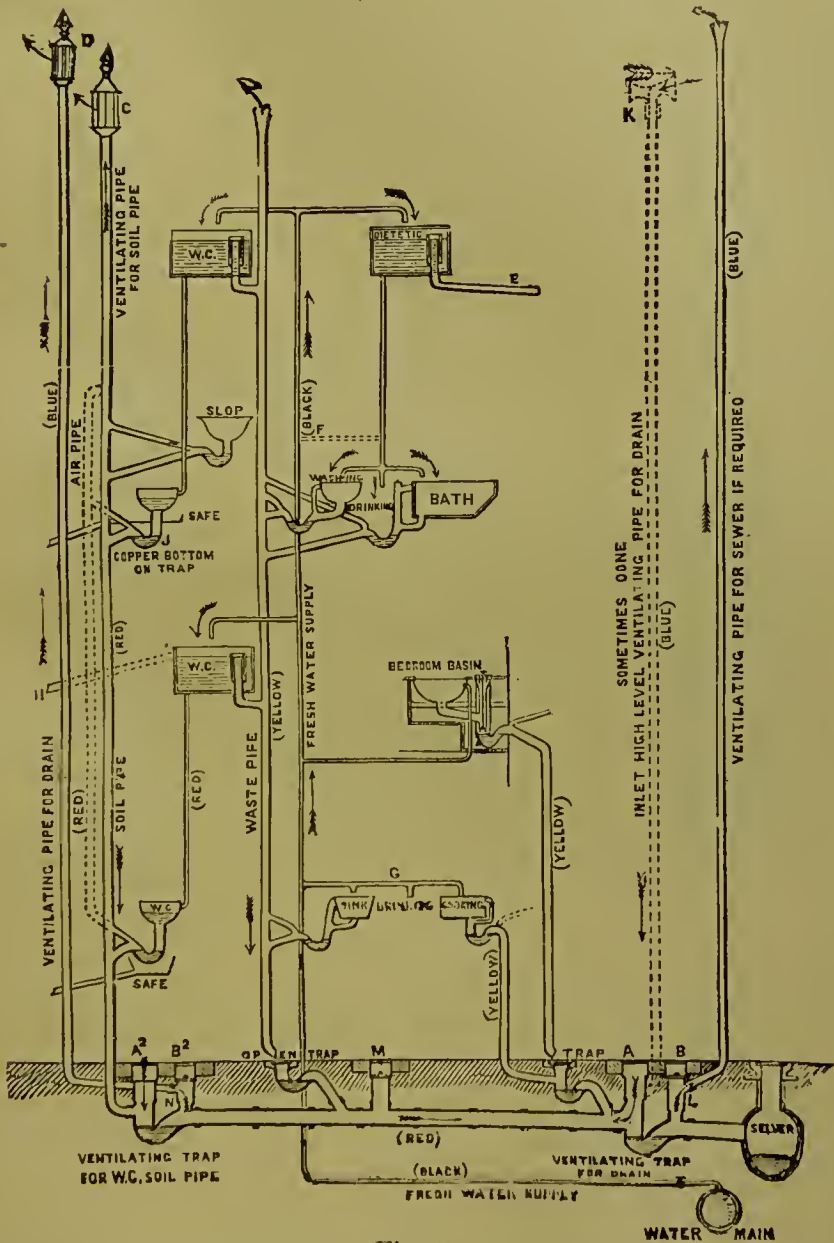 D
C
K
VENTILATING PIPE
FOR SOIL PIPE
W.C.
DIETETIC
E
(BLUE)
(BLUE)
AIR PIPE
SLOP
(BLACK)
F
WASHING
DRINKING
BATH
SAFE
J
COPPER BOTTOM
ON TRAP
(RED)
SOMETIMES DONE
INLET HIGH LEVEL VENTILATING PIPE FOR DRAIN
(BLUE)
VENTILATING PIPE FOR SEWER IF REQUIRED
H
W.C.
(YELLOW)
FRESH WATER SUPPLY
BEDROOM BASIN
VENTILATING PIPE FOR DRAIN
(RED)
SOIL PIPE
(RED)
WASTE PIPE
(YELLOW)
G
SINK
DRINKING
COOKING
W.C.
(YELLOW)
SAFE
A2
B2
OPEN TRAP
M
TRAP
A
B
N
L
SEWER
(RED)
VENTILATING TRAP
FOR W.C. SOIL PIPE
VENTILATING TRAP
FOR DRAIN
(BLACK)
FRESH WATER SUPPLY
WATER MAIN